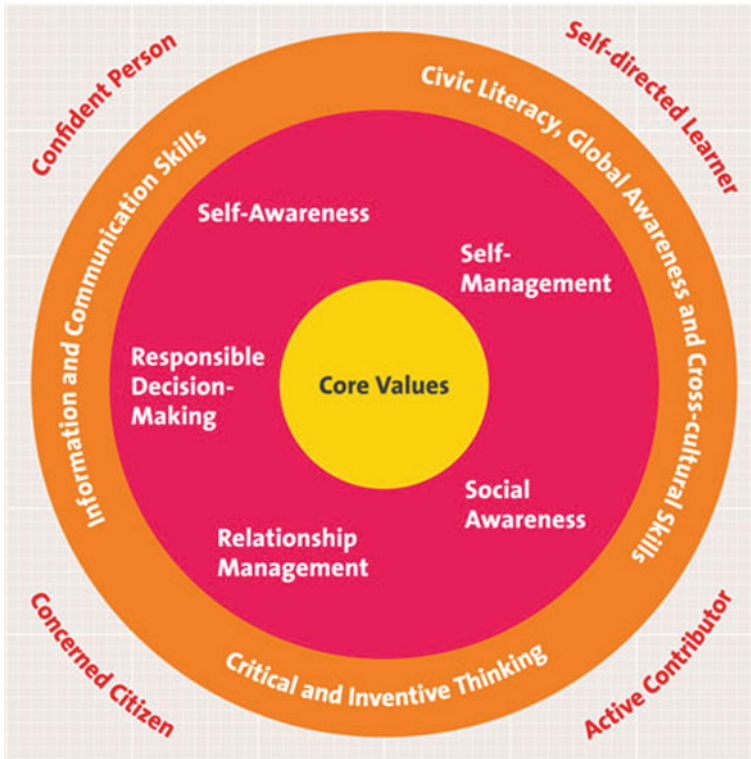 Confident Person
Self-directed Learner
Civic Literacy, Global Awareness and Cross-cultural Skills
Information and Communication Skills
Self-Awareness
Self-
Management
Responsible
Decision-
Making
Core Values
Social
Awareness
Relationship
Management
Critical and Inventive Thinking
Concerned Citizen
Active Contributor